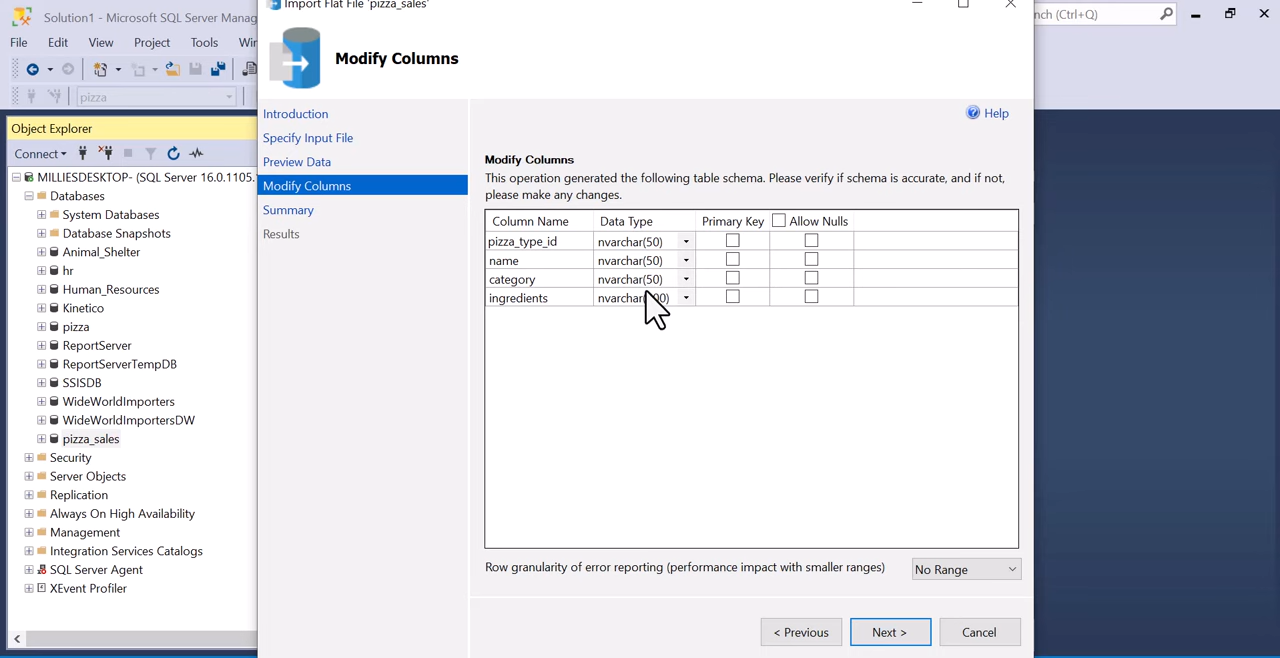 Solution1 - Microsoft SQL Server Manag
Import Flat File 'pizza_sales'
nch (Ctrl+Q)
File Edit View Project Tools Win
pizza
Modify Columns
Object Explorer
Connect
MILLIESDESKTOP- (SQL Server 16.0.1105.
Databases
System Databases
Database Snapshots
Animal_Shelter
hr
Human_Resources
Kinetico
pizza
ReportServer
ReportServerTempDB
SSISDB
WideWorldImporters
WideWorldImportersDW
pizza_sales
Security
Server Objects
Replication
Always On High Availability
Management
Integration Services Catalogs
SQL Server Agent
XEvent Profiler
Introduction
Specify Input File
Preview Data
Modify Columns
Summary
Results
Help
Modify Columns
This operation generated the following table schema. Please verify if schema is accurate, and if not,
please make any changes.
Column Name Data Type Primary Key Allow Nulls
pizza_type_id nvarchar(50)
name nvarchar(50)
category nvarchar(50)
ingredients
Row granularity of error reporting (performance impact with smaller ranges) No Range
< Previous Next > Cancel